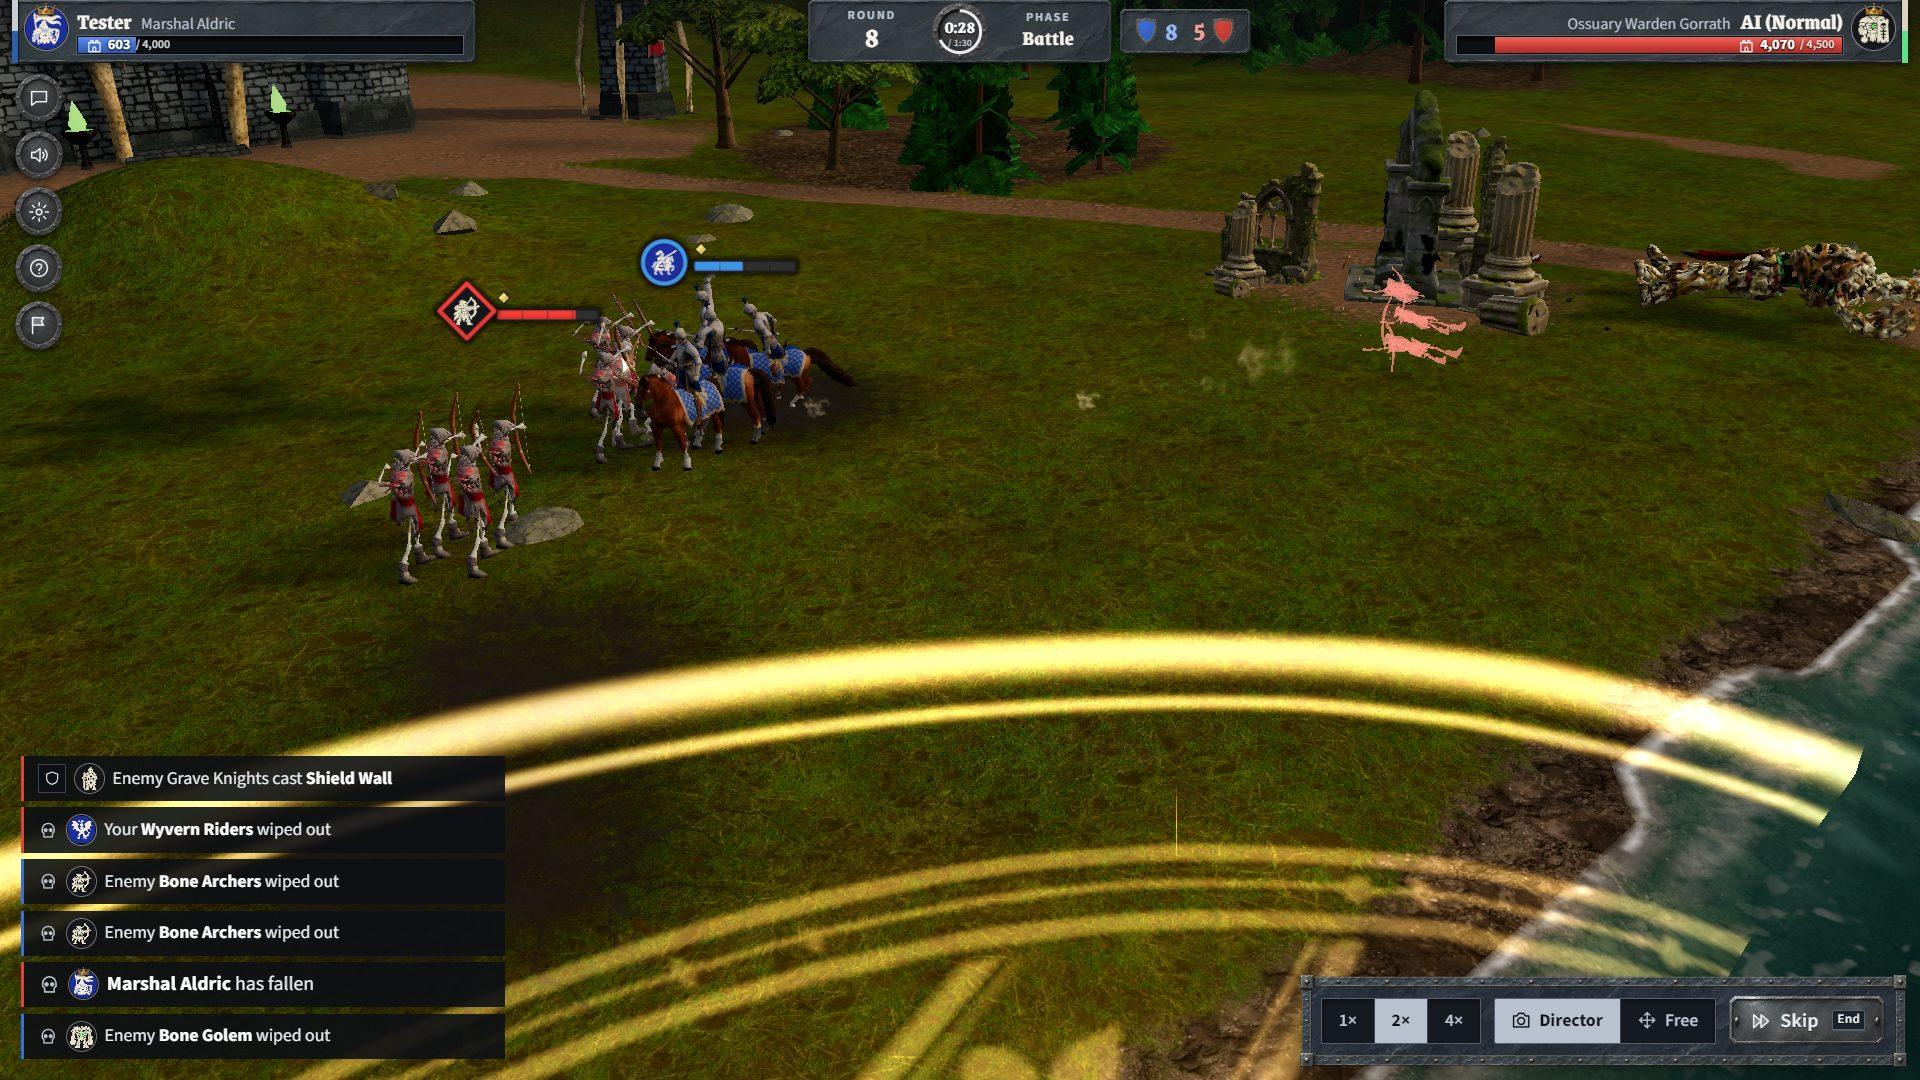 Tester Marshal Aldric
603 / 4,000
ROUND
8
0:28
/ 1:30
PHASE
Battle
8 5
Ossuary Warden Gorrath AI (Normal)
4,070 / 4,500
Enemy Grave Knights cast Shield Wall
Your Wyvern Riders wiped out
Enemy Bone Archers wiped out
Enemy Bone Archers wiped out
Marshal Aldric has fallen
Enemy Bone Golem wiped out
1× 2× 4× Director Free Skip End